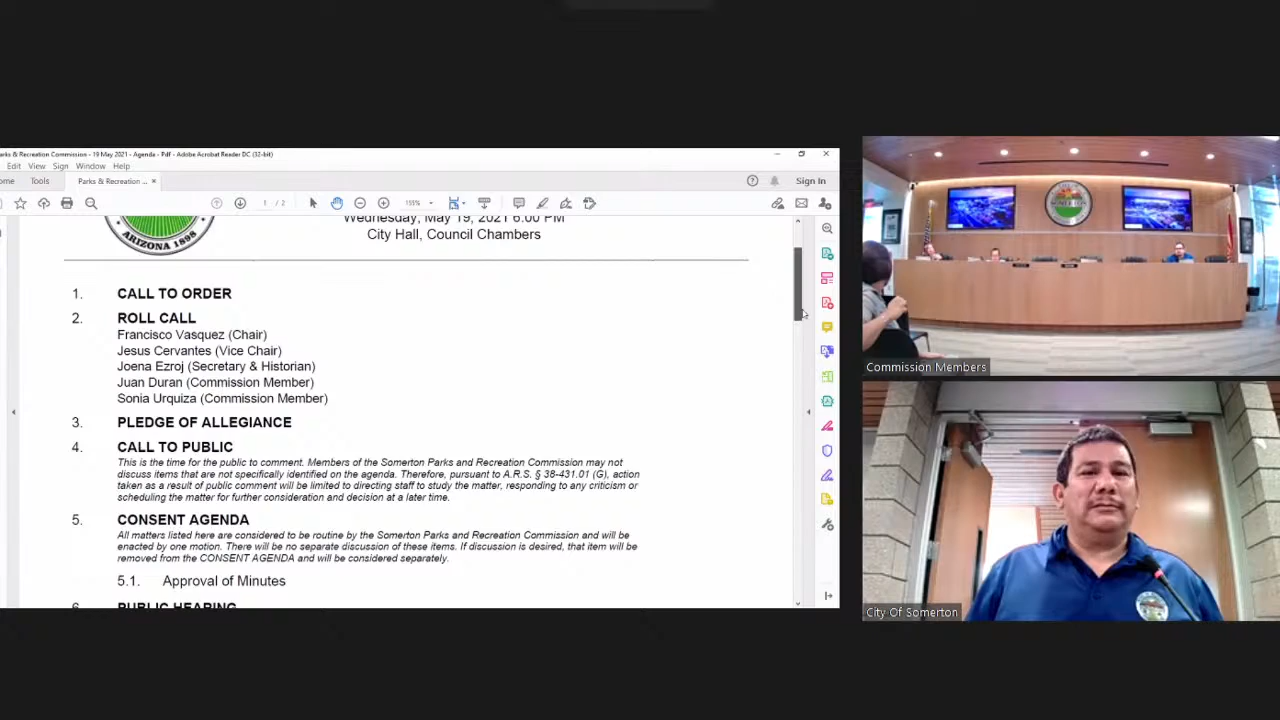 arks & Recreation Commission - 19 May 2021 - Agenda - Pdf - Adobe Acrobat Reader DC (32-bit)
Edit View Sign Window Help
ome Tools Parks & Recreation ... × Sign In
1 / 2 155%
ARIZONA 1898
Wednesday, May 19, 2021 6:00 PM
City Hall, Council Chambers
1. CALL TO ORDER
2. ROLL CALL
Francisco Vasquez (Chair)
Jesus Cervantes (Vice Chair)
Joena Ezroj (Secretary & Historian)
Juan Duran (Commission Member)
Sonia Urquiza (Commission Member)
3. PLEDGE OF ALLEGIANCE
4. CALL TO PUBLIC
This is the time for the public to comment. Members of the Somerton Parks and Recreation Commission may not
discuss items that are not specifically identified on the agenda. Therefore, pursuant to A.R.S. § 38-431.01 (G), action
taken as a result of public comment will be limited to directing staff to study the matter, responding to any criticism or
scheduling the matter for further consideration and decision at a later time.
5. CONSENT AGENDA
All matters listed here are considered to be routine by the Somerton Parks and Recreation Commission and will be
enacted by one motion. There will be no separate discussion of these items. If discussion is desired, that item will be
removed from the CONSENT AGENDA and will be considered separately.
5.1. Approval of Minutes
6. PUBLIC HEARING
Commission Members
City Of Somerton